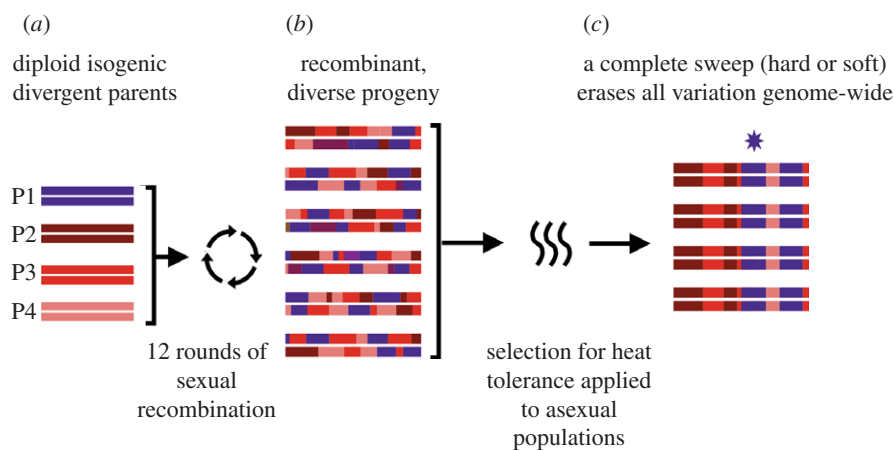 (a)
diploid isogenic
divergent parents
P1
P2
P3
P4
12 rounds of
sexual
recombination
(b)
recombinant,
diverse progeny
selection for heat
tolerance applied
to asexual
populations
(c)
a complete sweep (hard or soft)
erases all variation genome-wide